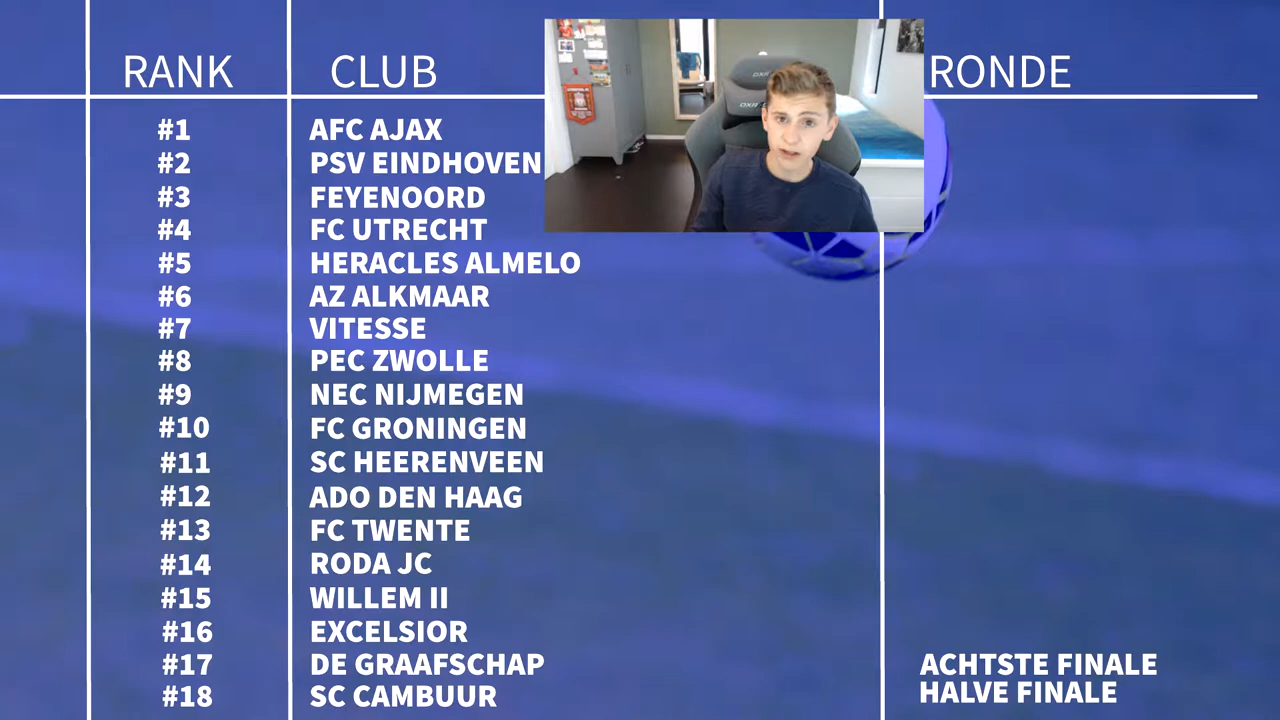 RANK CLUB RONDE
#1 AFC AJAX
#2 PSV EINDHOVEN
#3 FEYENOORD
#4 FC UTRECHT
#5 HERACLES ALMELO
#6 AZ ALKMAAR
#7 VITESSE
#8 PEC ZWOLLE
#9 NEC NIJMEGEN
#10 FC GRONINGEN
#11 SC HEERENVEEN
#12 ADO DEN HAAG
#13 FC TWENTE
#14 RODA JC
#15 WILLEM II
#16 EXCELSIOR
#17 DE GRAAFSCHAP ACHTSTE FINALE
#18 SC CAMBUUR HALVE FINALE